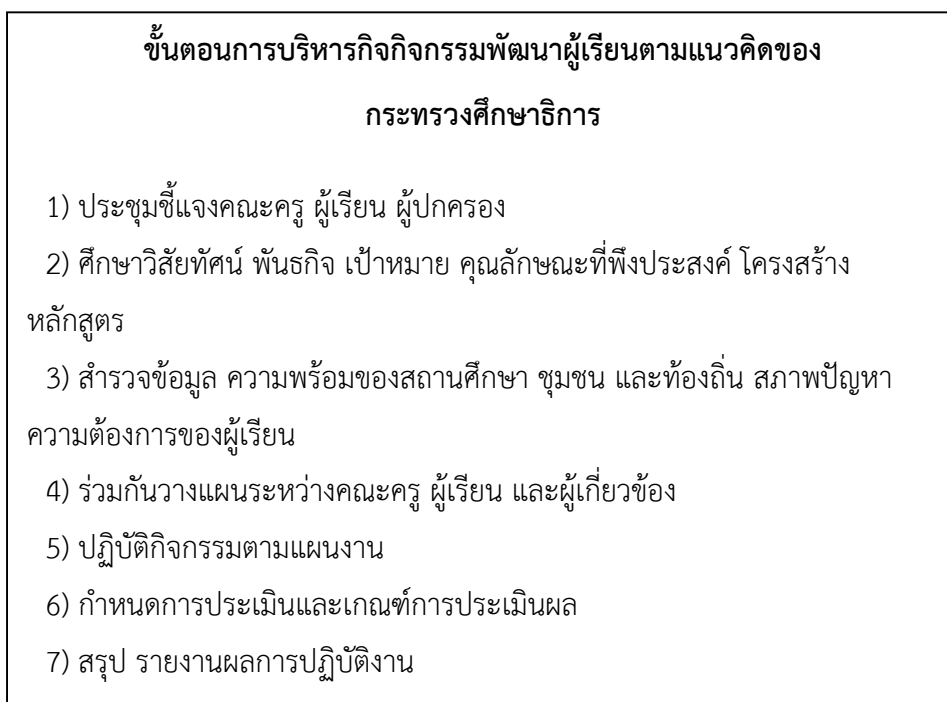 ขั้นตอนการบริหารกิจกิจกรรมพัฒนาผู้เรียนตามแนวคิดของ
กระทรวงศึกษาธิการ
1) ประชุมชี้แจงคณะครู ผู้เรียน ผู้ปกครอง
2) ศึกษาวิสัยทัศน์ พันธกิจ เป้าหมาย คุณลักษณะที่พึงประสงค์ โครงสร้าง
หลักสูตร
3) สำรวจข้อมูล ความพร้อมของสถานศึกษา ชุมชน และท้องถิ่น สภาพปัญหา
ความต้องการของผู้เรียน
4) ร่วมกันวางแผนระหว่างคณะครู ผู้เรียน และผู้เกี่ยวข้อง
5) ปฏิบัติกิจกรรมตามแผนงาน
6) กำหนดการประเมินและเกณฑ์การประเมินผล
7) สรุป รายงานผลการปฏิบัติงาน